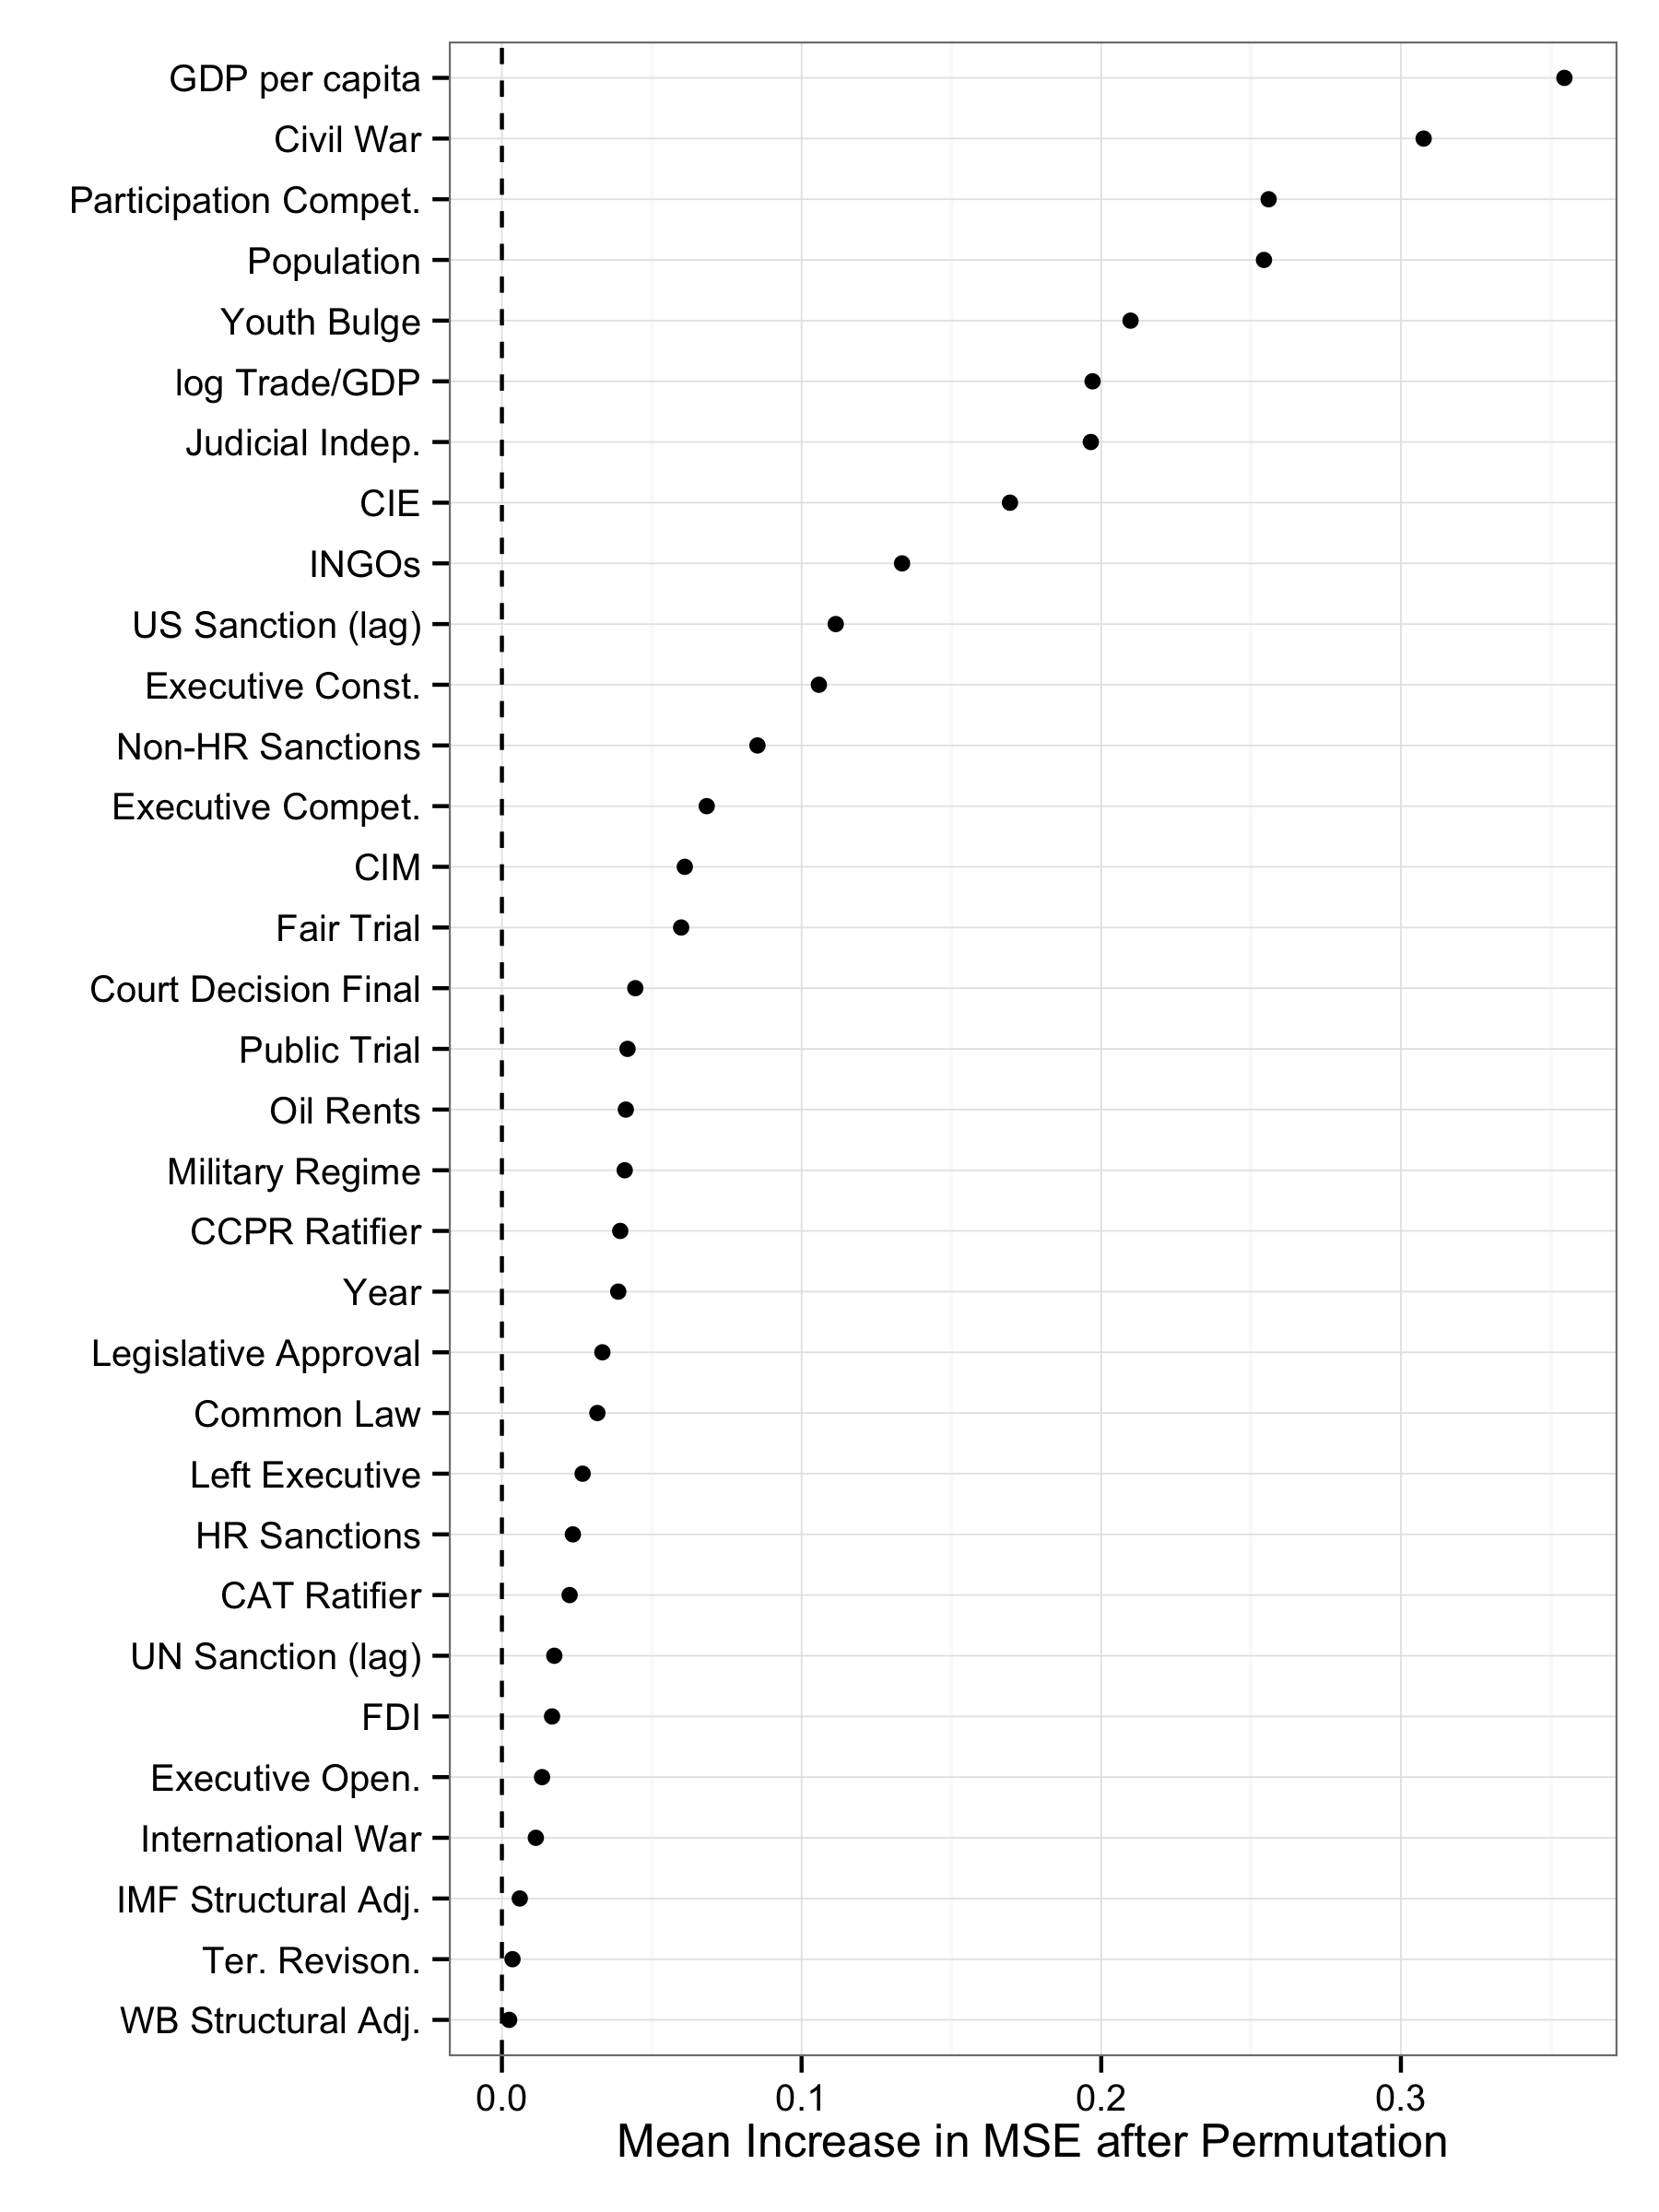 GDP per capita
Civil War
Participation Compet.
Population
Youth Bulge
log Trade/GDP
Judicial Indep.
CIE
INGOs
US Sanction (lag)
Executive Const.
Non-HR Sanctions
Executive Compet.
CIM
Fair Trial
Court Decision Final
Public Trial
Oil Rents
Military Regime
CCPR Ratifier
Year
Legislative Approval
Common Law
Left Executive
HR Sanctions
CAT Ratifier
UN Sanction (lag)
FDI
Executive Open.
International War
IMF Structural Adj.
Ter. Revison.
WB Structural Adj.
0.0 0.1 0.2 0.3
Mean Increase in MSE after Permutation